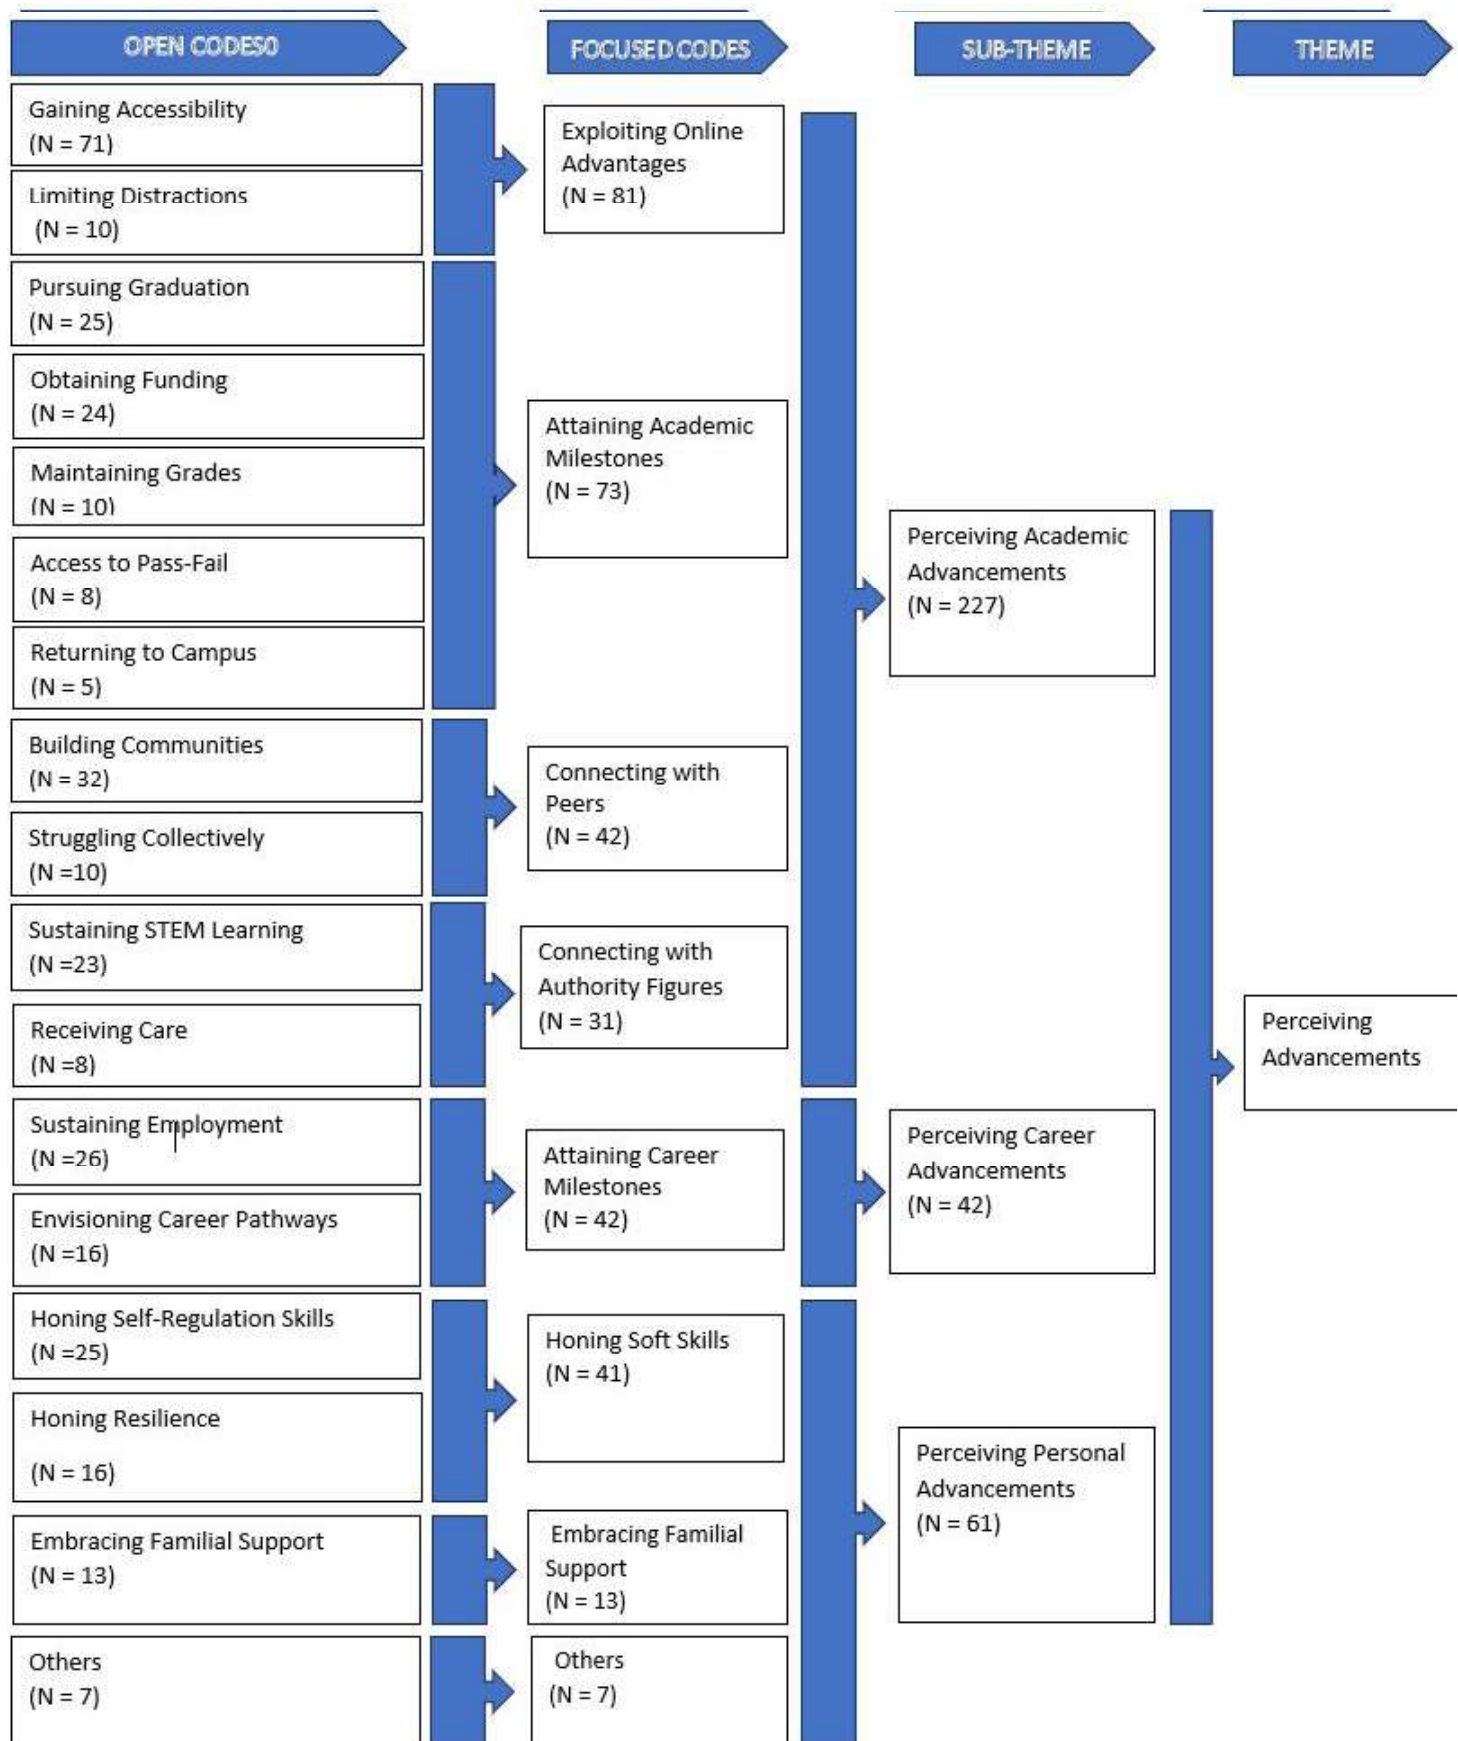 OPEN CODES0
FOCUSED CODES
SUB-THEME
THEME
Gaining Accessibility
(N = 71)
Limiting Distractions
(N = 10)
Exploiting Online
Advantages
(N = 81)
Pursuing Graduation
(N = 25)
Obtaining Funding
(N = 24)
Maintaining Grades
(N = 10)
Access to Pass-Fail
(N = 8)
Returning to Campus
(N = 5)
Attaining Academic
Milestones
(N = 73)
Building Communities
(N = 32)
Struggling Collectively
(N =10)
Connecting with
Peers
(N = 42)
Sustaining STEM Learning
(N =23)
Receiving Care
(N =8)
Connecting with
Authority Figures
(N = 31)
Perceiving Academic
Advancements
(N = 227)
Sustaining Employment
(N =26)
Envisioning Career Pathways
(N =16)
Attaining Career
Milestones
(N = 42)
Perceiving Career
Advancements
(N = 42)
Honing Self-Regulation Skills
(N =25)
Honing Resilience
(N = 16)
Honing Soft Skills
(N = 41)
Embracing Familial Support
(N = 13)
Embracing Familial
Support
(N = 13)
Others
(N = 7)
Others
(N = 7)
Perceiving Personal
Advancements
(N = 61)
Perceiving
Advancements